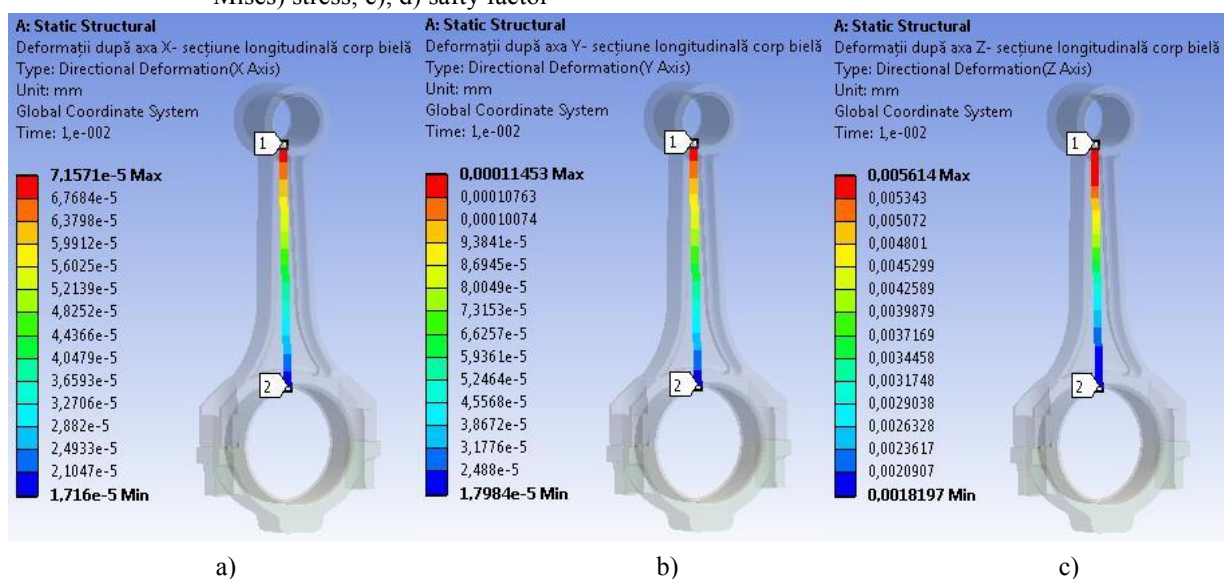 Mises) stress, c), d) safty factor
A: Static Structural
Deformații după axa X- secțiune longitudinală corp bielă
Type: Directional Deformation(X Axis)
Unit: mm
Global Coordinate System
Time: 1,e-002
7,1571e-5 Max
6,7684e-5
6,3798e-5
5,9912e-5
5,6025e-5
5,2139e-5
4,8252e-5
4,4366e-5
4,0479e-5
3,6593e-5
3,2706e-5
2,882e-5
2,4933e-5
2,1047e-5
1,716e-5 Min
1
2
a)
A: Static Structural
Deformații după axa Y- secțiune longitudinală corp bielă
Type: Directional Deformation(Y Axis)
Unit: mm
Global Coordinate System
Time: 1,e-002
0,00011453 Max
0,00010763
0,00010074
9,3841e-5
8,6945e-5
8,0049e-5
7,3153e-5
6,6257e-5
5,9361e-5
5,2464e-5
4,5568e-5
3,8672e-5
3,1776e-5
2,488e-5
1,7984e-5 Min
1
2
b)
A: Static Structural
Deformații după axa Z- secțiune longitudinală corp bielă
Type: Directional Deformation(Z Axis)
Unit: mm
Global Coordinate System
Time: 1,e-002
0,005614 Max
0,005343
0,005072
0,004801
0,0045299
0,0042589
0,0039879
0,0037169
0,0034458
0,0031748
0,0029038
0,0026328
0,0023617
0,0020907
0,0018197 Min
1
2
c)